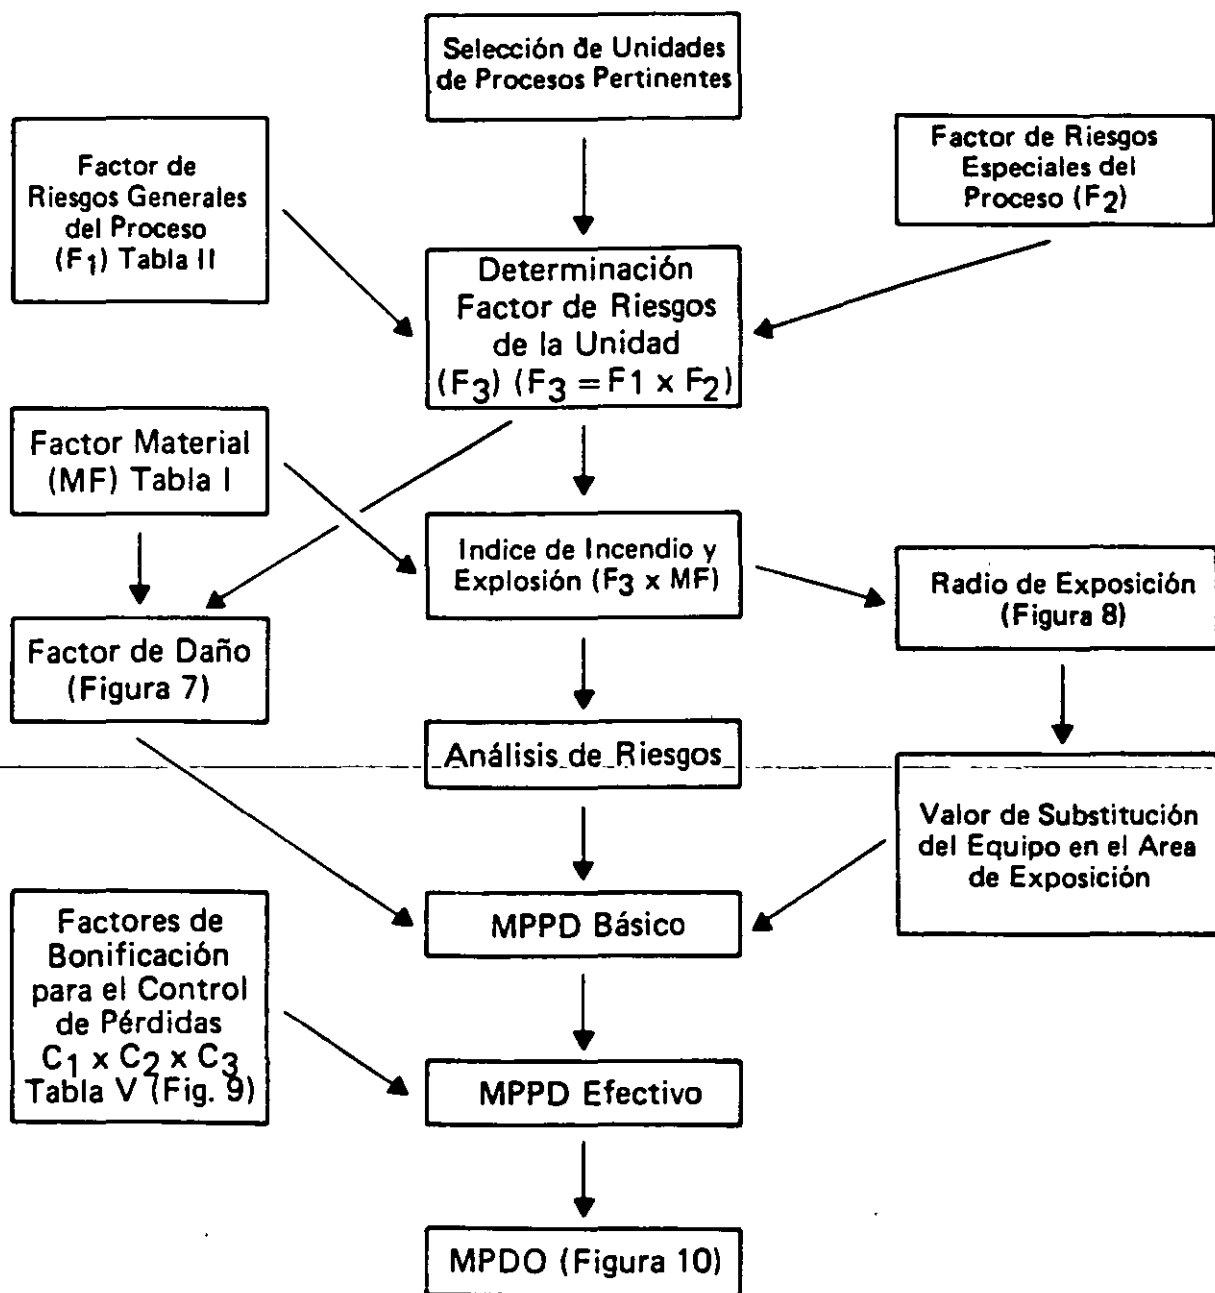 Selección de Unidades
de Procesos Pertinentes
Factor de
Riesgos Generales
del Proceso
(F1) Tabla II
Factor de Riesgos
Especiales del
Proceso (F2)
Determinación
Factor de Riesgos
de la Unidad
(F3) (F3 = F1 x F2)
Factor Material
(MF) Tabla I
Indice de Incendio y
Explosión (F3 x MF)
Radio de Exposición
(Figura 8)
Factor de Daño
(Figura 7)
Análisis de Riesgos
Valor de Substitución
del Equipo en el Area
de Exposición
MPPD Básico
Factores de
Bonificación
para el Control
de Pérdidas
C1 x C2 x C3
Tabla V (Fig. 9)
MPPD Efectivo
MPDO (Figura 10)